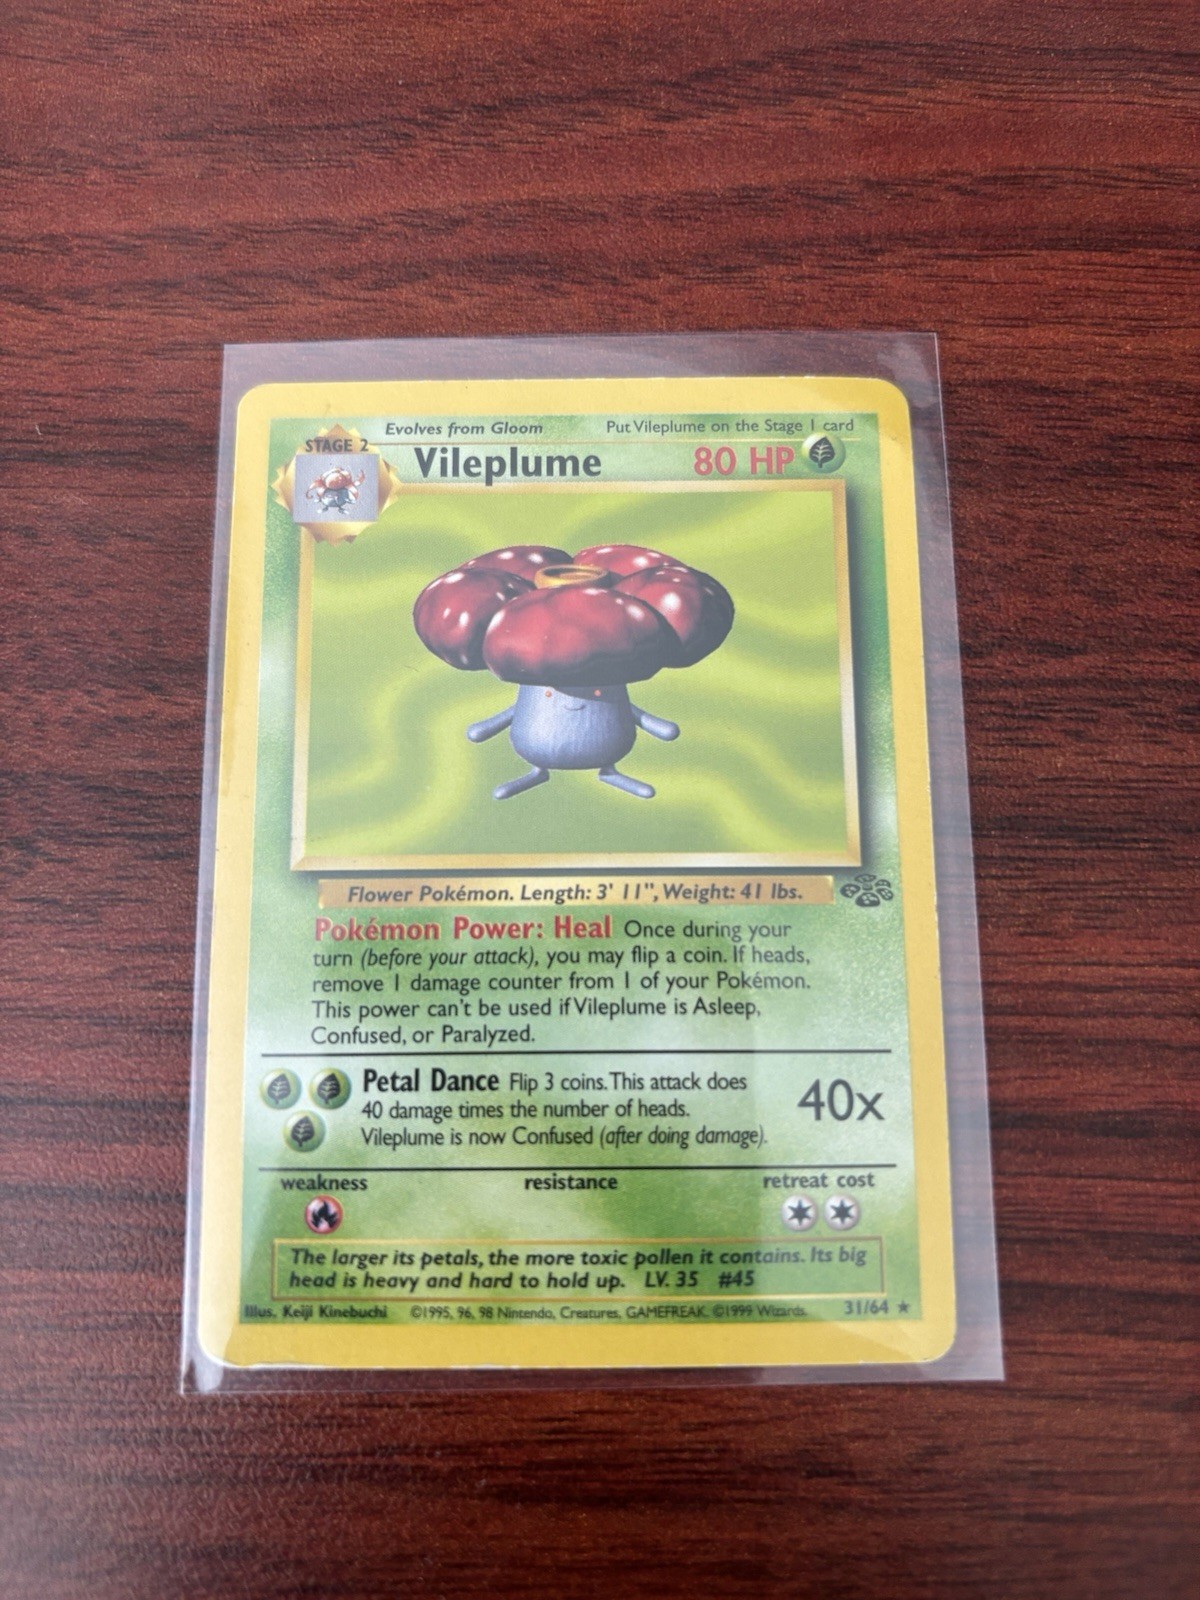 Evolves from Gloom Put Vileplume on the Stage 1 card
STAGE 2
Vileplume 80 HP
Flower Pokémon. Length: 3' 11", Weight: 41 lbs.
Pokémon Power: Heal Once during your
turn (before your attack), you may flip a coin. If heads,
remove 1 damage counter from 1 of your Pokémon.
This power can't be used if Vileplume is Asleep,
Confused, or Paralyzed.
Petal Dance Flip 3 coins. This attack does
40 damage times the number of heads.
Vileplume is now Confused (after doing damage).
40x
weakness resistance retreat cost
The larger its petals, the more toxic pollen it contains. Its big
head is heavy and hard to hold up. LV. 35 #45
Illus. Keiji Kinebuchi ©1995, 96, 98 Nintendo, Creatures, GAMEFREAK. ©1999 Wizards. 31/64 ★